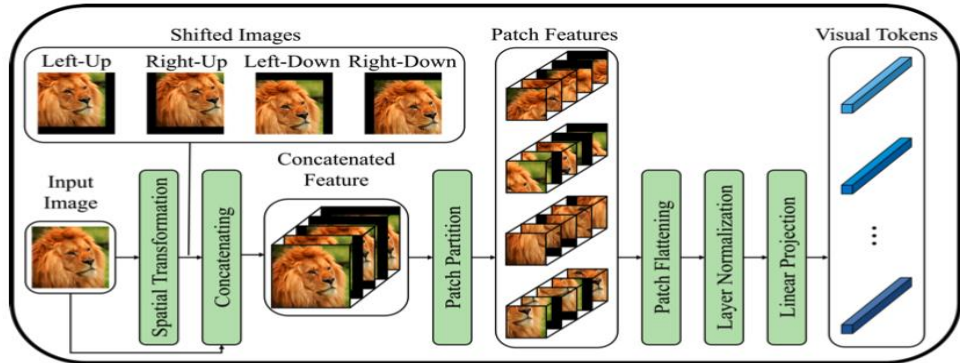 Shifted Images
Left-Up
Right-Up
Left-Down
Right-Down
Patch Features
Visual Tokens
Input
Image
Spatial Transformation
Concatenating
Concatenated
Feature
Patch Partition
Patch Flattening
Layer Normalization
Linear Projection
...